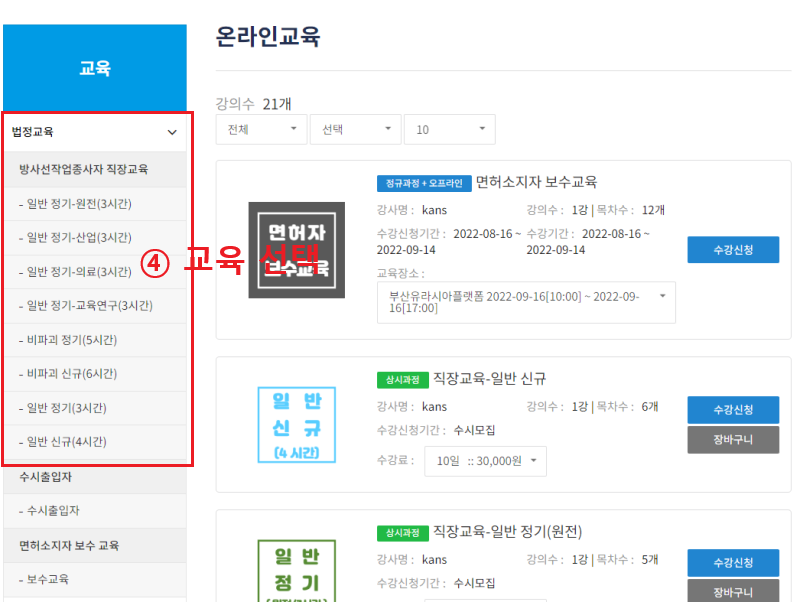 교육
법정교육
방사선작업종사자 직장교육
- 일반 정기-원전(3시간)
- 일반 정기-산업(3시간)
- 일반 정기-의료(3시간)
- 일반 정기-교육연구(3시간)
- 비파괴 정기(5시간)
- 비파괴 신규(6시간)
- 일반 정기(3시간)
- 일반 신규(4시간)
수시출입자
- 수시출입자
면허소지자 보수 교육
- 보수교육
④ 교육 선택
온라인교육
강의수 21개
전체 선택 10
면허자
보수교육
정규과정 + 오프라인 면허소지자 보수교육
강사명 : kans 강의수 : 1강 | 목차수 : 12개
수강신청기간 : 2022-08-16 ~ 수강기간 : 2022-08-16 ~
2022-09-14 2022-09-14
수강신청
교육장소 :
부산유라시아플랫폼 2022-09-16[10:00] ~ 2022-09-
16[17:00]
일 반
신 규
(4 시간)
상시과정 직장교육-일반 신규
강사명 : kans 강의수 : 1강 | 목차수 : 6개
수강신청기간 : 수시모집
수강료 : 10일 :: 30,000원
수강신청
장바구니
일 반
정 기
상시과정 직장교육-일반 정기(원전)
강사명 : kans 강의수 : 1강 | 목차수 : 5개
수강신청기간 : 수시모집
수강신청
장바구니